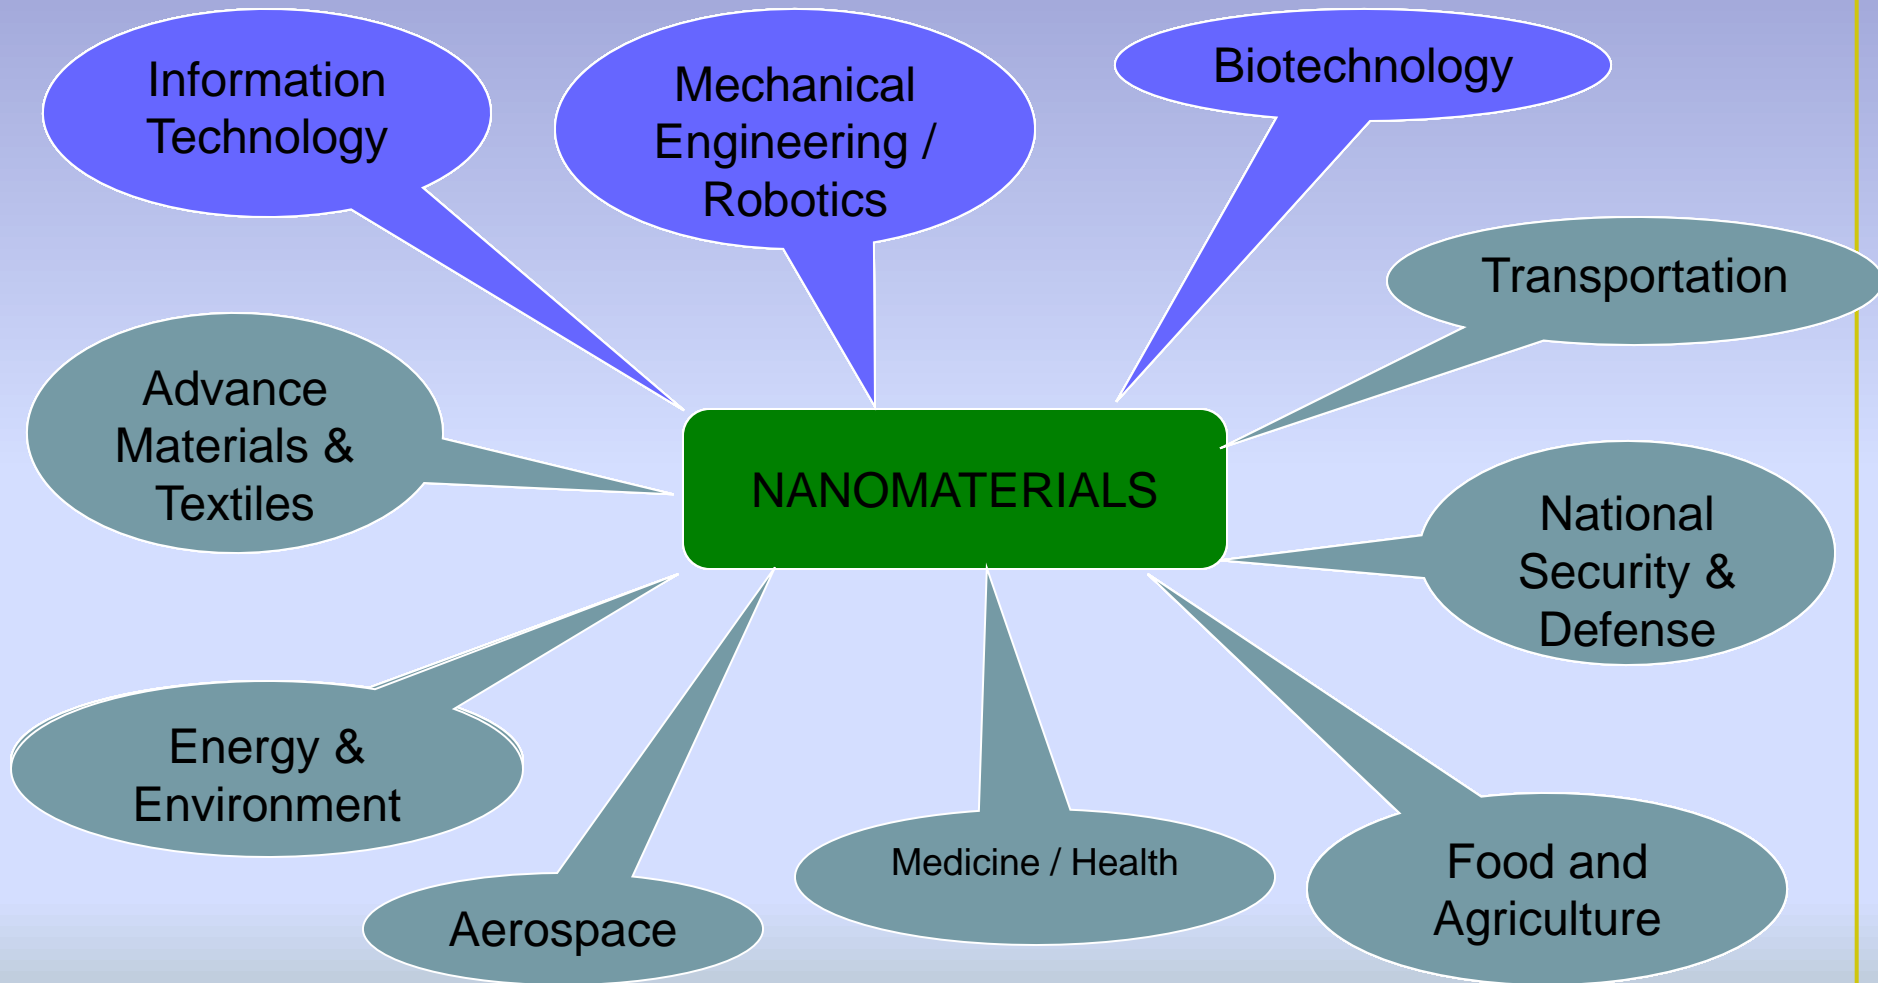 Information
Technology
Mechanical
Engineering /
Robotics
Biotechnology
Transportation
Advance
Materials &
Textiles
NANOMATERIALS
National
Security &
Defense
Energy &
Environment
Aerospace
Medicine / Health
Food and
Agriculture